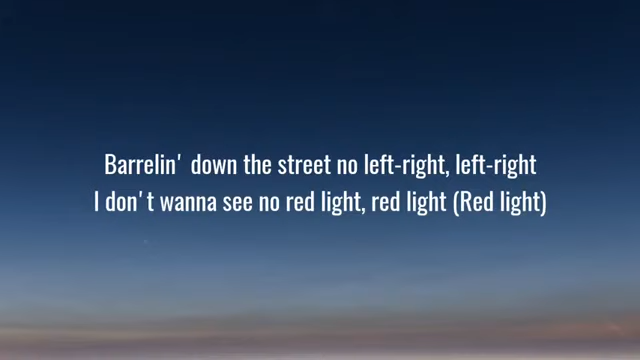 Barrelin' down the street no left-right, left-right
I don't wanna see no red light, red light (Red light)